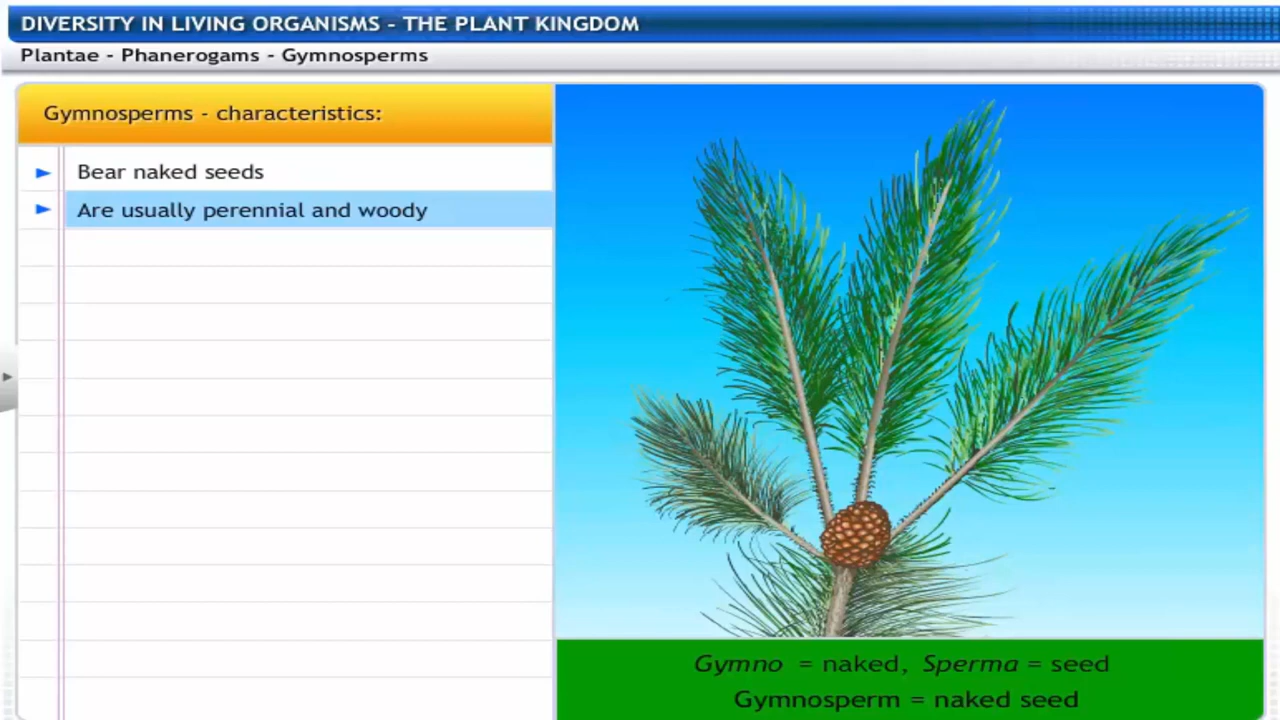 DIVERSITY IN LIVING ORGANISMS - THE PLANT KINGDOM
Plantae - Phanerogams - Gymnosperms
Gymnosperms - characteristics:
Bear naked seeds
Are usually perennial and woody
Gymno = naked, Sperma = seed
Gymnosperm = naked seed